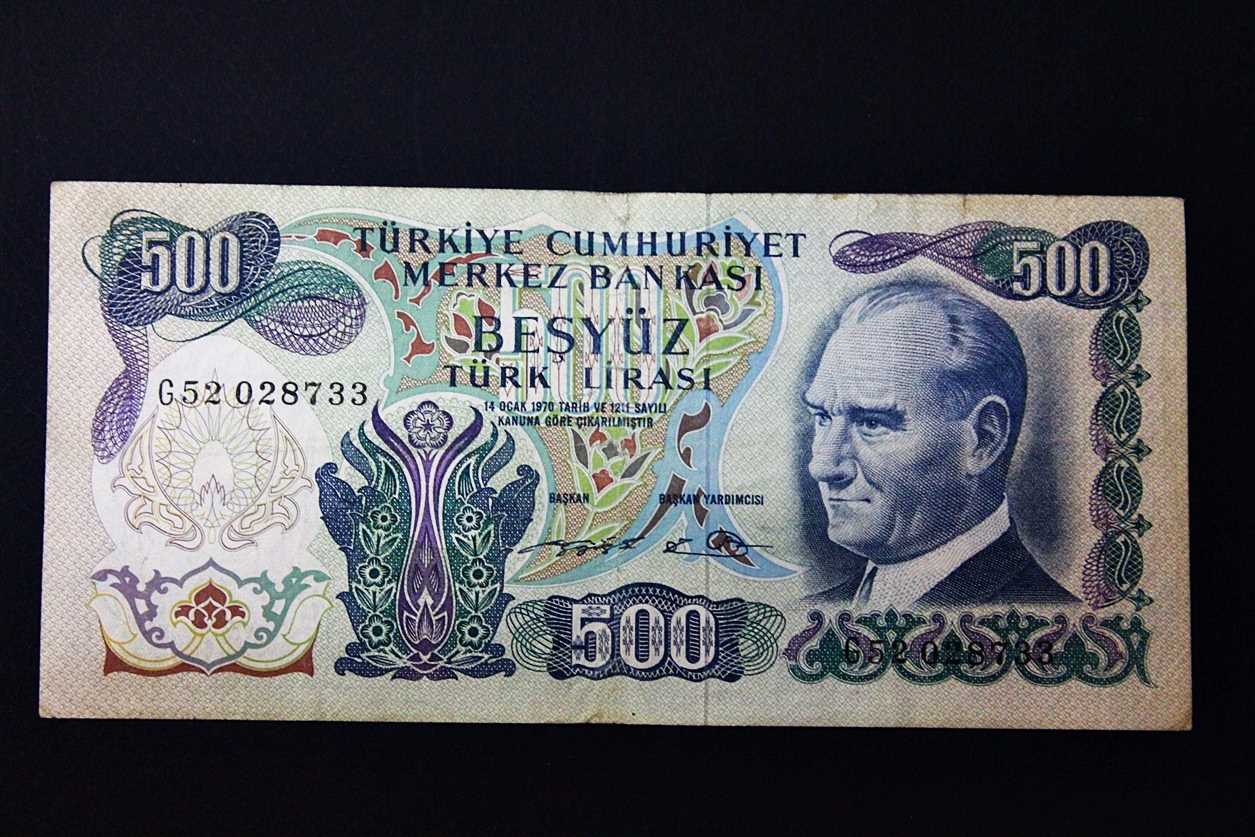 500
500
TÜRKİYE CUMHURİYET
MERKEZ BANKASI
BEŞYÜZ
TÜRK LİRASI
G52 028733
14 OCAK 1970 TARİH VE 1211 SAYILI
KANUNA GÖRE ÇIKARILMIŞTIR
BAŞKAN
BAŞKAN YARDIMCISI
500
G52 028733